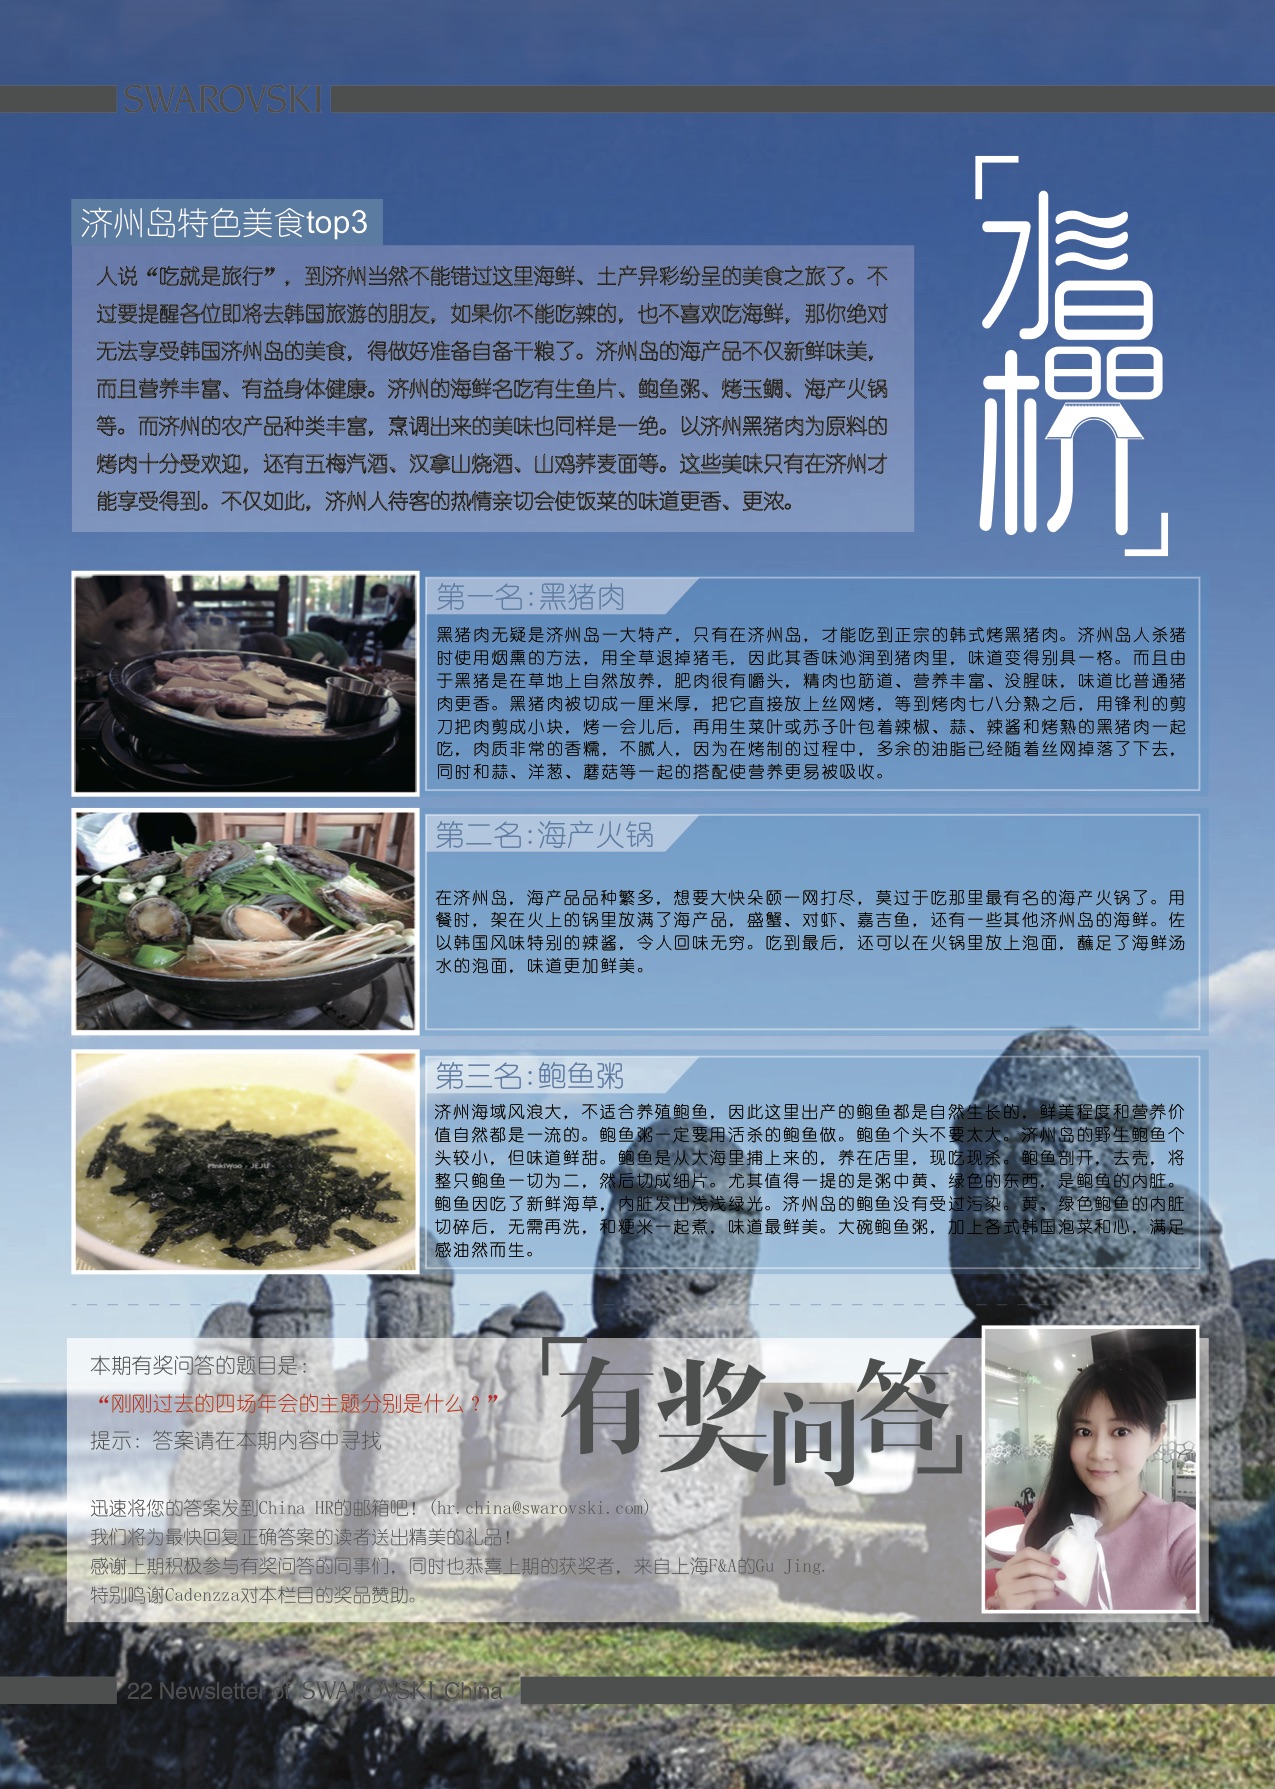 SWAROVSKI
水晶櫃
济州岛特色美食top3
人说“吃就是旅行”，到济州当然不能错过这里海鲜、土产异彩纷呈的美食之旅了。不
过要提醒各位即将去韩国旅游的朋友，如果你不能吃辣的，也不喜欢吃海鲜，那你绝对
无法享受韩国济州岛的美食，得做好准备自备干粮了。济州岛的海产品不仅新鲜味美，
而且营养丰富、有益身体健康。济州的海鲜名吃有生鱼片、鲍鱼粥、烤玉鲷、海产火锅
等。而济州的农产品种类丰富，烹调出来的美味也同样是一绝。以济州黑猪肉为原料的
烤肉十分受欢迎，还有五梅汽酒、汉拿山烧酒、山鸡荞麦面等。这些美味只有在济州才
能享受得到。不仅如此，济州人待客的热情亲切会使饭菜的味道更香、更浓。
第一名:黑猪肉
黑猪肉无疑是济州岛一大特产，只有在济州岛，才能吃到正宗的韩式烤黑猪肉。济州岛人杀猪
时使用烟熏的方法，用全草退掉猪毛，因此其香味沁润到猪肉里，味道变得别具一格。而且由
于黑猪是在草地上自然放养，肥肉很有嚼头，精肉也筋道、营养丰富、没腥味，味道比普通猪
肉更香。黑猪肉被切成一厘米厚，把它直接放上丝网烤，等到烤肉七八分熟之后，用锋利的剪
刀把肉剪成小块，烤一会儿后，再用生菜叶或苏子叶包着辣椒、蒜、辣酱和烤熟的黑猪肉一起
吃，肉质非常的香糯，不腻人，因为在烤制的过程中，多余的油脂已经随着丝网掉落了下去，
同时和蒜、洋葱、蘑菇等一起的搭配使营养更易被吸收。
第二名:海产火锅
在济州岛，海产品品种繁多，想要大快朵颐一网打尽，莫过于吃那里最有名的海产火锅了。用
餐时，架在火上的锅里放满了海产品，盛蟹、对虾、嘉吉鱼，还有一些其他济州岛的海鲜。佐
以韩国风味特别的辣酱，令人回味无穷。吃到最后，还可以在火锅里放上泡面，蘸足了海鲜汤
水的泡面，味道更加鲜美。
第三名:鲍鱼粥
济州海域风浪大，不适合养殖鲍鱼，因此这里出产的鲍鱼都是自然生长的，鲜美程度和营养价
值自然都是一流的。鲍鱼粥一定要用活杀的鲍鱼做。鲍鱼个头不要太大。济州岛的野生鲍鱼个
头较小，但味道鲜甜。鲍鱼是从大海里捕上来的，养在店里，现吃现杀。鲍鱼剖开，去壳，将
整只鲍鱼一切为二，然后切成细片。尤其值得一提的是粥中黄、绿色的东西，是鲍鱼的内脏。
鲍鱼因吃了新鲜海草，内脏发出浅浅绿光。济州岛的鲍鱼没有受过污染。黄、绿色鲍鱼的内脏
切碎后，无需再洗，和粳米一起煮，味道最鲜美。大碗鲍鱼粥，加上各式韩国泡菜和心，满足
感油然而生。
PinkiWoo · JEJU
有奖问答
本期有奖问答的题目是：
“刚刚过去的四场年会的主题分别是什么？”
提示：答案请在本期内容中寻找
迅速将您的答案发到China HR的邮箱吧！(hr.china@swarovski.com)
我们将为最快回复正确答案的读者送出精美的礼品！
感谢上期积极参与有奖问答的同事们，同时也恭喜上期的获奖者，来自上海F&A的Gu Jing.
特别鸣谢Cadenzza对本栏目的奖品赞助。
22 Newsletter of SWAROVSKI China